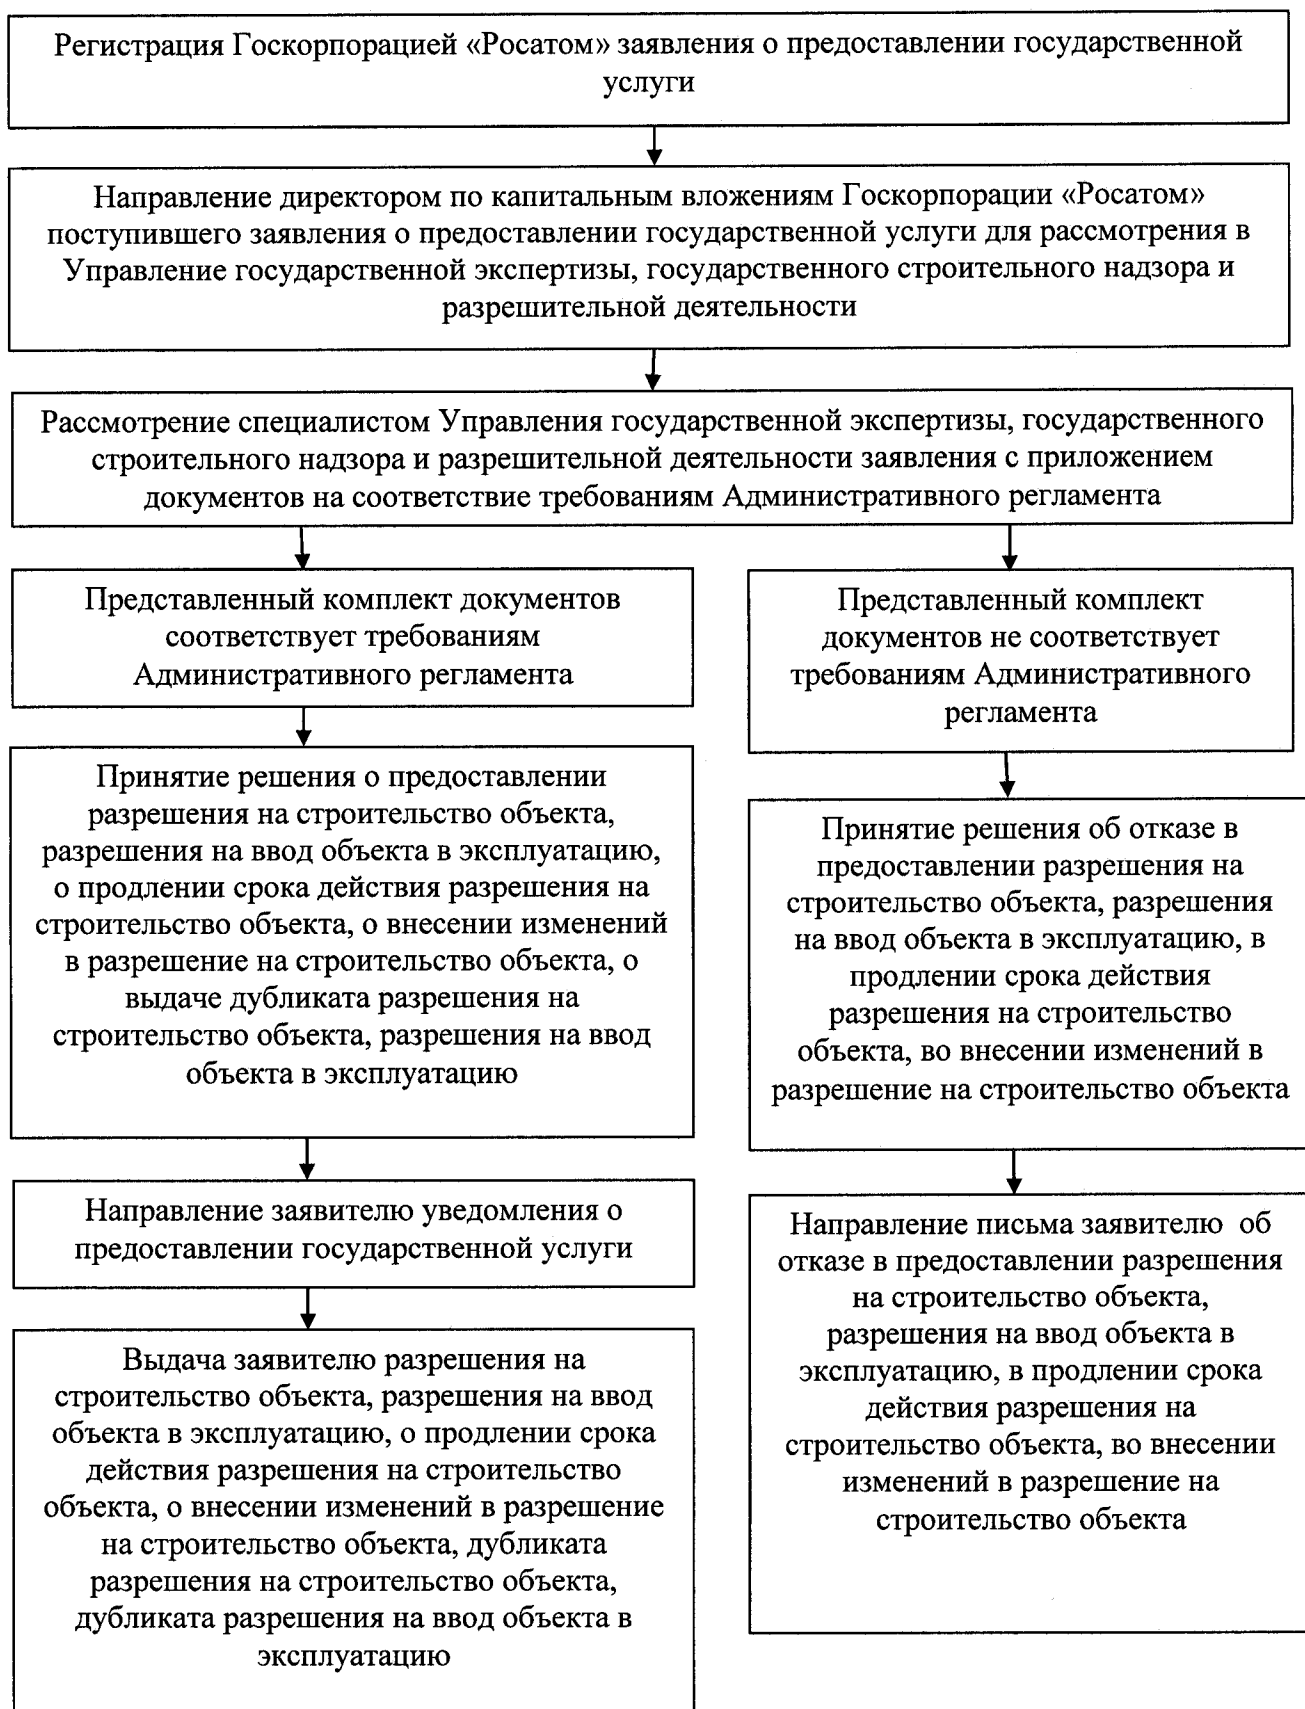 Регистрация Госкорпорацией «Росатом» заявления о предоставлении государственной
услуги
Направление директором по капитальным вложениям Госкорпорации «Росатом»
поступившего заявления о предоставлении государственной услуги для рассмотрения в
Управление государственной экспертизы, государственного строительного надзора и
разрешительной деятельности
Рассмотрение специалистом Управления государственной экспертизы, государственного
строительного надзора и разрешительной деятельности заявления с приложением
документов на соответствие требованиям Административного регламента
Представленный комплект документов
соответствует требованиям
Административного регламента
Принятие решения о предоставлении
разрешения на строительство объекта,
разрешения на ввод объекта в эксплуатацию,
о продлении срока действия разрешения на
строительство объекта, о внесении изменений
в разрешение на строительство объекта, о
выдаче дубликата разрешения на
строительство объекта, разрешения на ввод
объекта в эксплуатацию
Направление заявителю уведомления о
предоставлении государственной услуги
Выдача заявителю разрешения на
строительство объекта, разрешения на ввод
объекта в эксплуатацию, о продлении срока
действия разрешения на строительство
объекта, о внесении изменений в разрешение
на строительство объекта, дубликата
разрешения на строительство объекта,
дубликата разрешения на ввод объекта в
эксплуатацию
Представленный комплект
документов не соответствует
требованиям Административного
регламента
Принятие решения об отказе в
предоставлении разрешения на
строительство объекта, разрешения
на ввод объекта в эксплуатацию, в
продлении срока действия
разрешения на строительство
объекта, во внесении изменений в
разрешение на строительство объекта
Направление письма заявителю об
отказе в предоставлении разрешения
на строительство объекта,
разрешения на ввод объекта в
эксплуатацию, в продлении срока
действия разрешения на
строительство объекта, во внесении
изменений в разрешение на
строительство объекта